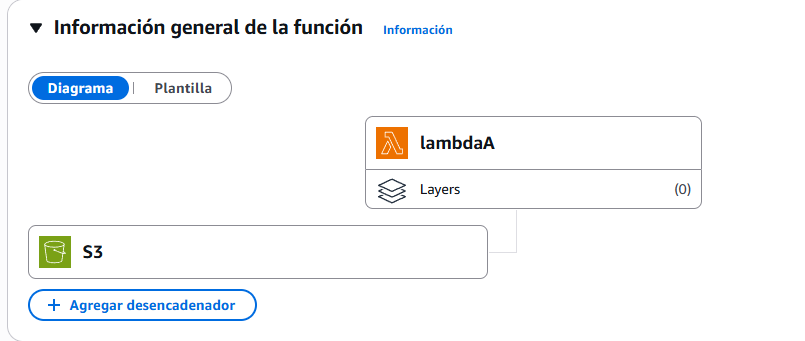 Información general de la función Información
Diagrama Plantilla
lambdaA
Layers (0)
S3
+ Agregar desencadenador